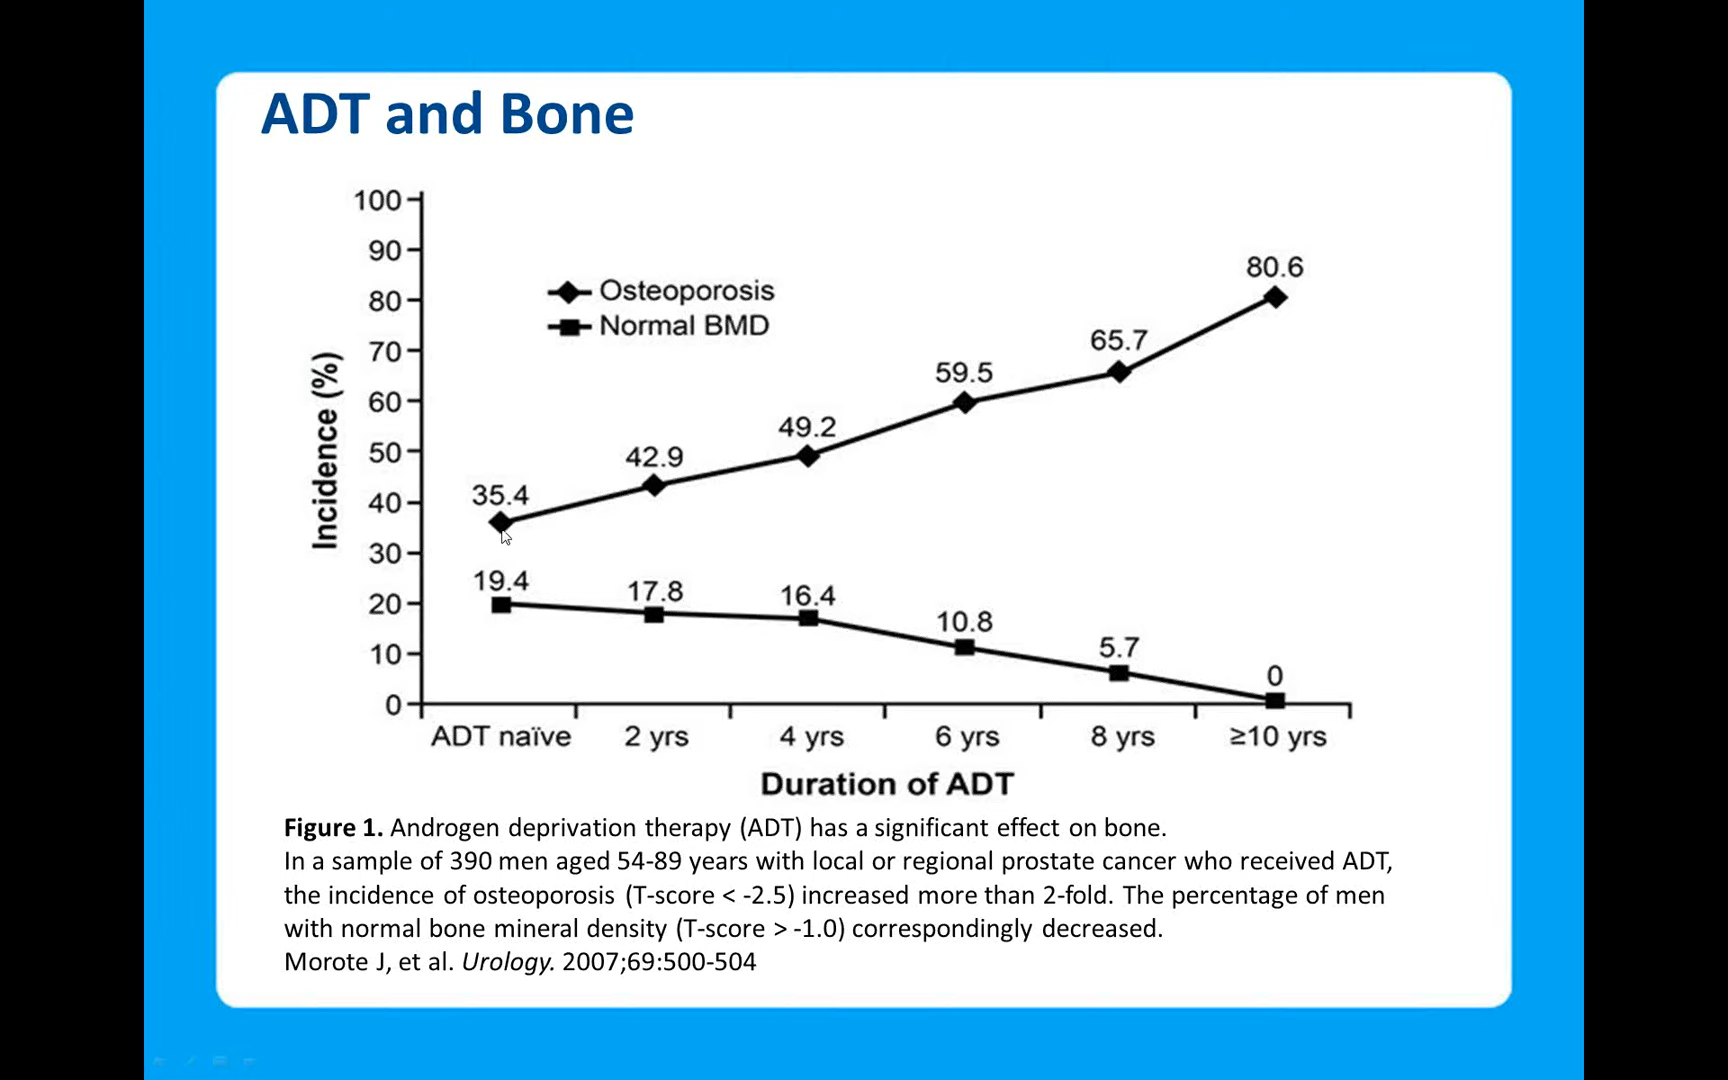 ADT and Bone
100
90
80
70
60
50
40
30
20
10
0
Incidence (%)
Osteoporosis
Normal BMD
35.4
42.9
49.2
59.5
65.7
80.6
19.4
17.8
16.4
10.8
5.7
0
ADT naïve 2 yrs 4 yrs 6 yrs 8 yrs ≥10 yrs
Duration of ADT
Figure 1. Androgen deprivation therapy (ADT) has a significant effect on bone.
In a sample of 390 men aged 54-89 years with local or regional prostate cancer who received ADT,
the incidence of osteoporosis (T-score < -2.5) increased more than 2-fold. The percentage of men
with normal bone mineral density (T-score > -1.0) correspondingly decreased.
Morote J, et al. Urology. 2007;69:500-504